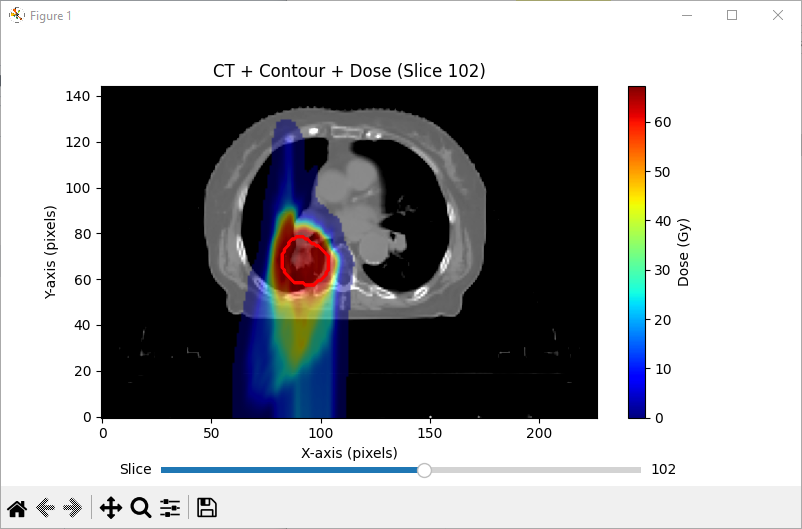 Figure 1
CT + Contour + Dose (Slice 102)
140
120
100
80
60
40
20
0
Y-axis (pixels)
0 50 100 150 200
X-axis (pixels)
60
50
40
30
20
10
0
Dose (Gy)
Slice 102